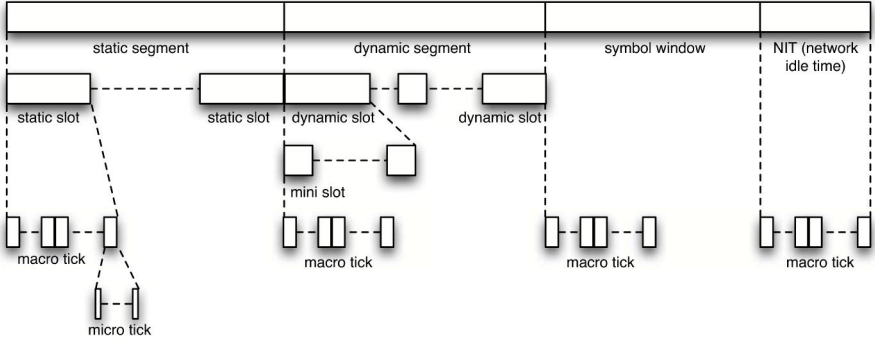 static segment
dynamic segment
symbol window
NIT (network
idle time)
static slot
static slot
dynamic slot
dynamic slot
mini slot
macro tick
macro tick
macro tick
macro tick
micro tick